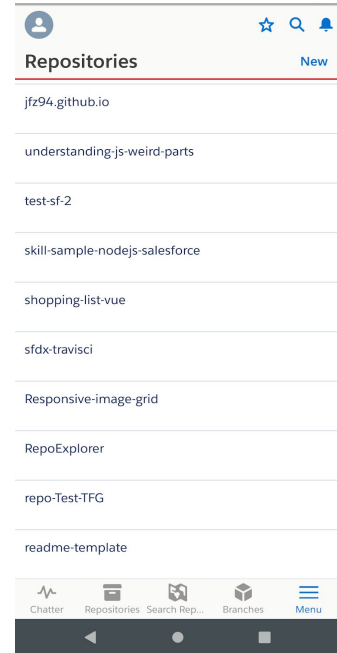 Repositories
New
jfz94.github.io
understanding-js-weird-parts
test-sf-2
skill-sample-nodejs-salesforce
shopping-list-vue
sfdx-travisci
Responsive-image-grid
RepoExplorer
repo-Test-TFG
readme-template
Chatter
Repositories
Search Rep...
Branches
Menu